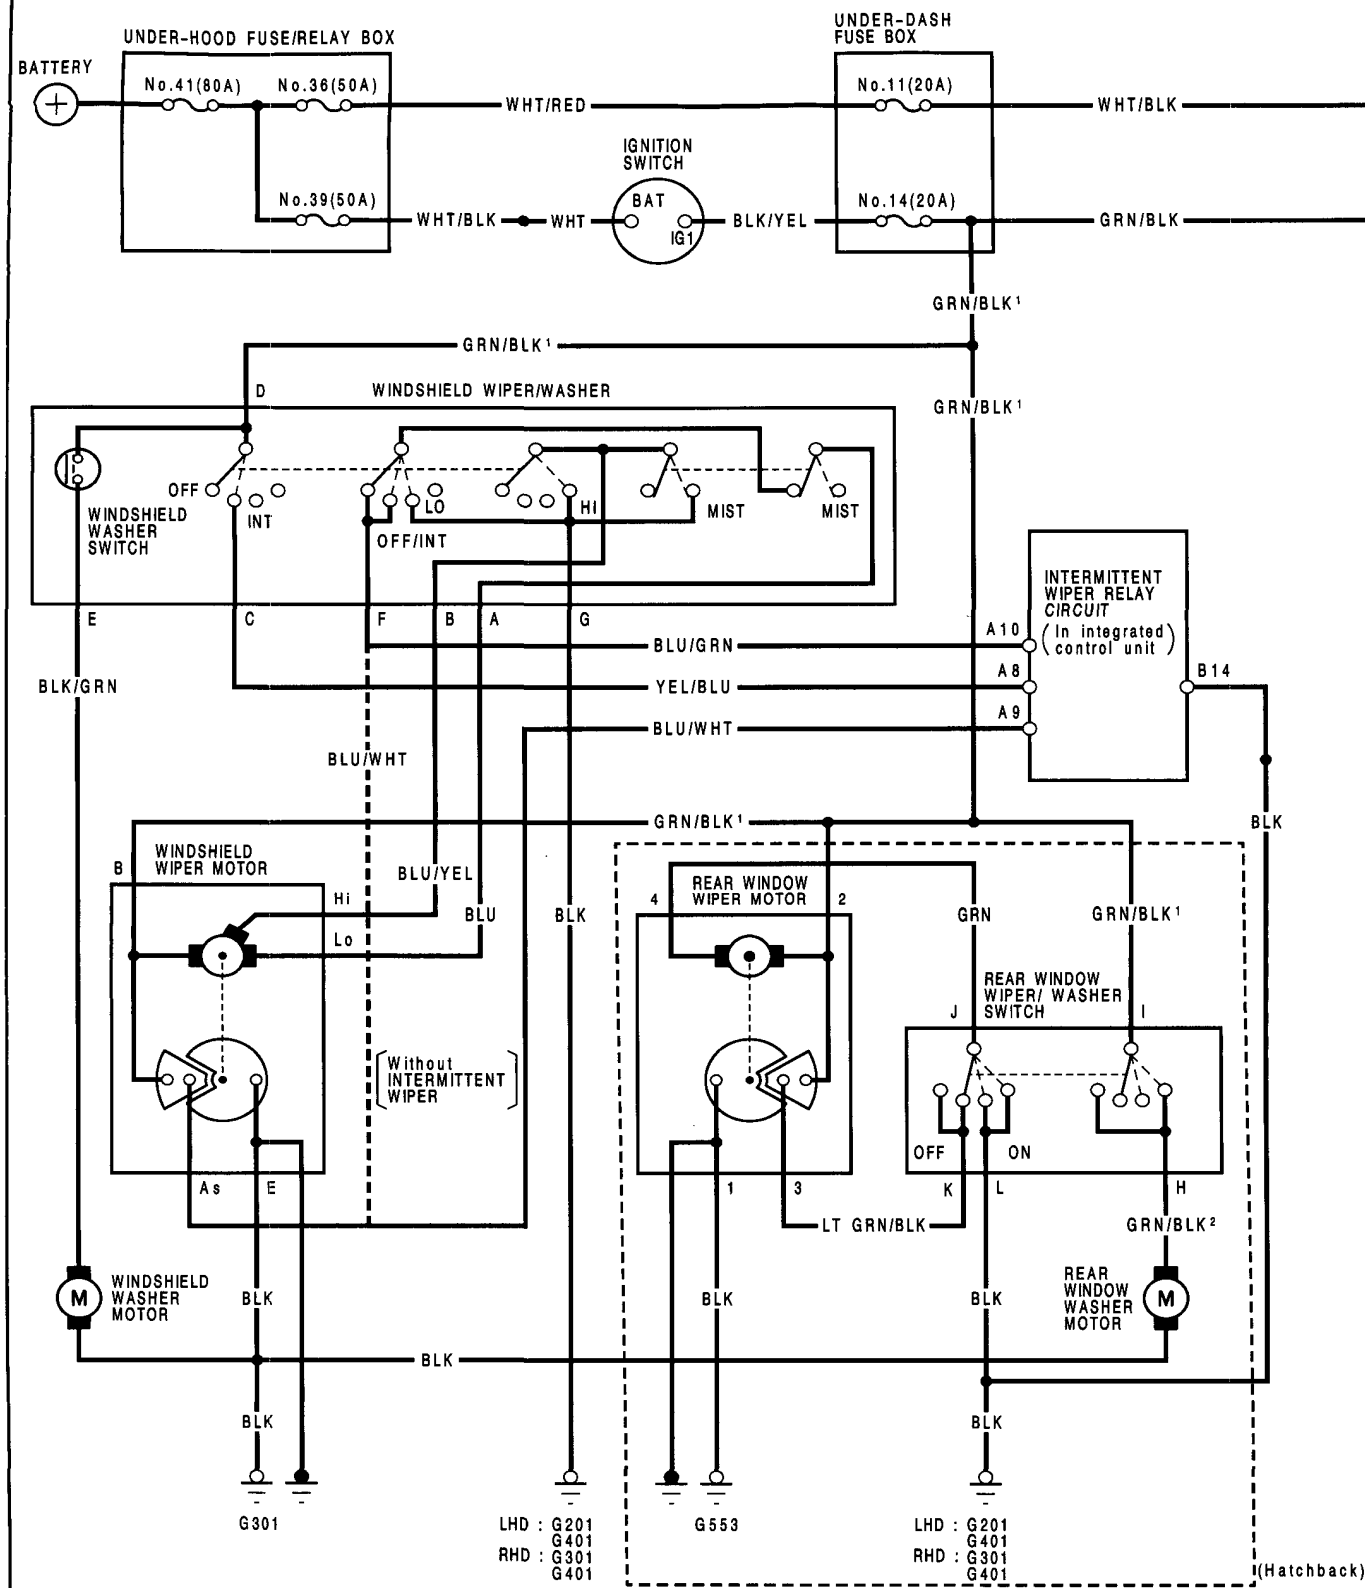 UNDER-HOOD FUSE/RELAY BOX
UNDER-DASH
FUSE BOX
BATTERY
No.41(80A)
No.36(50A)
No.11(20A)
WHT/RED
WHT/BLK
IGNITION
SWITCH
No.39(50A)
BAT
IG1
No.14(20A)
WHT/BLK
WHT
BLK/YEL
GRN/BLK
GRN/BLK¹
GRN/BLK¹
D
WINDSHIELD WIPER/WASHER
GRN/BLK¹
OFF
INT
LO
OFF/INT
HI
MIST
MIST
WINDSHIELD
WASHER
SWITCH
INTERMITTENT
WIPER RELAY
CIRCUIT
(In integrated
control unit)
E
C
F
B
A
G
A10
A8
A9
B14
BLU/GRN
BLK/GRN
YEL/BLU
BLU/WHT
BLU/WHT
GRN/BLK¹
BLK
B
WINDSHIELD
WIPER MOTOR
BLU/YEL
Hi
BLU
BLK
Lo
4
REAR WINDOW
WIPER MOTOR
2
GRN
GRN/BLK¹
REAR WINDOW
WIPER/ WASHER
SWITCH
J
I
[Without
INTERMITTENT
WIPER]
OFF
ON
As
E
1
3
K
L
H
LT GRN/BLK
GRN/BLK²
WINDSHIELD
WASHER
MOTOR
M
BLK
BLK
BLK
REAR
WINDOW
WASHER
MOTOR
M
BLK
BLK
BLK
G301
LHD : G201
G401
RHD : G301
G401
G553
LHD : G201
G401
RHD : G301
G401
(Hatchback)